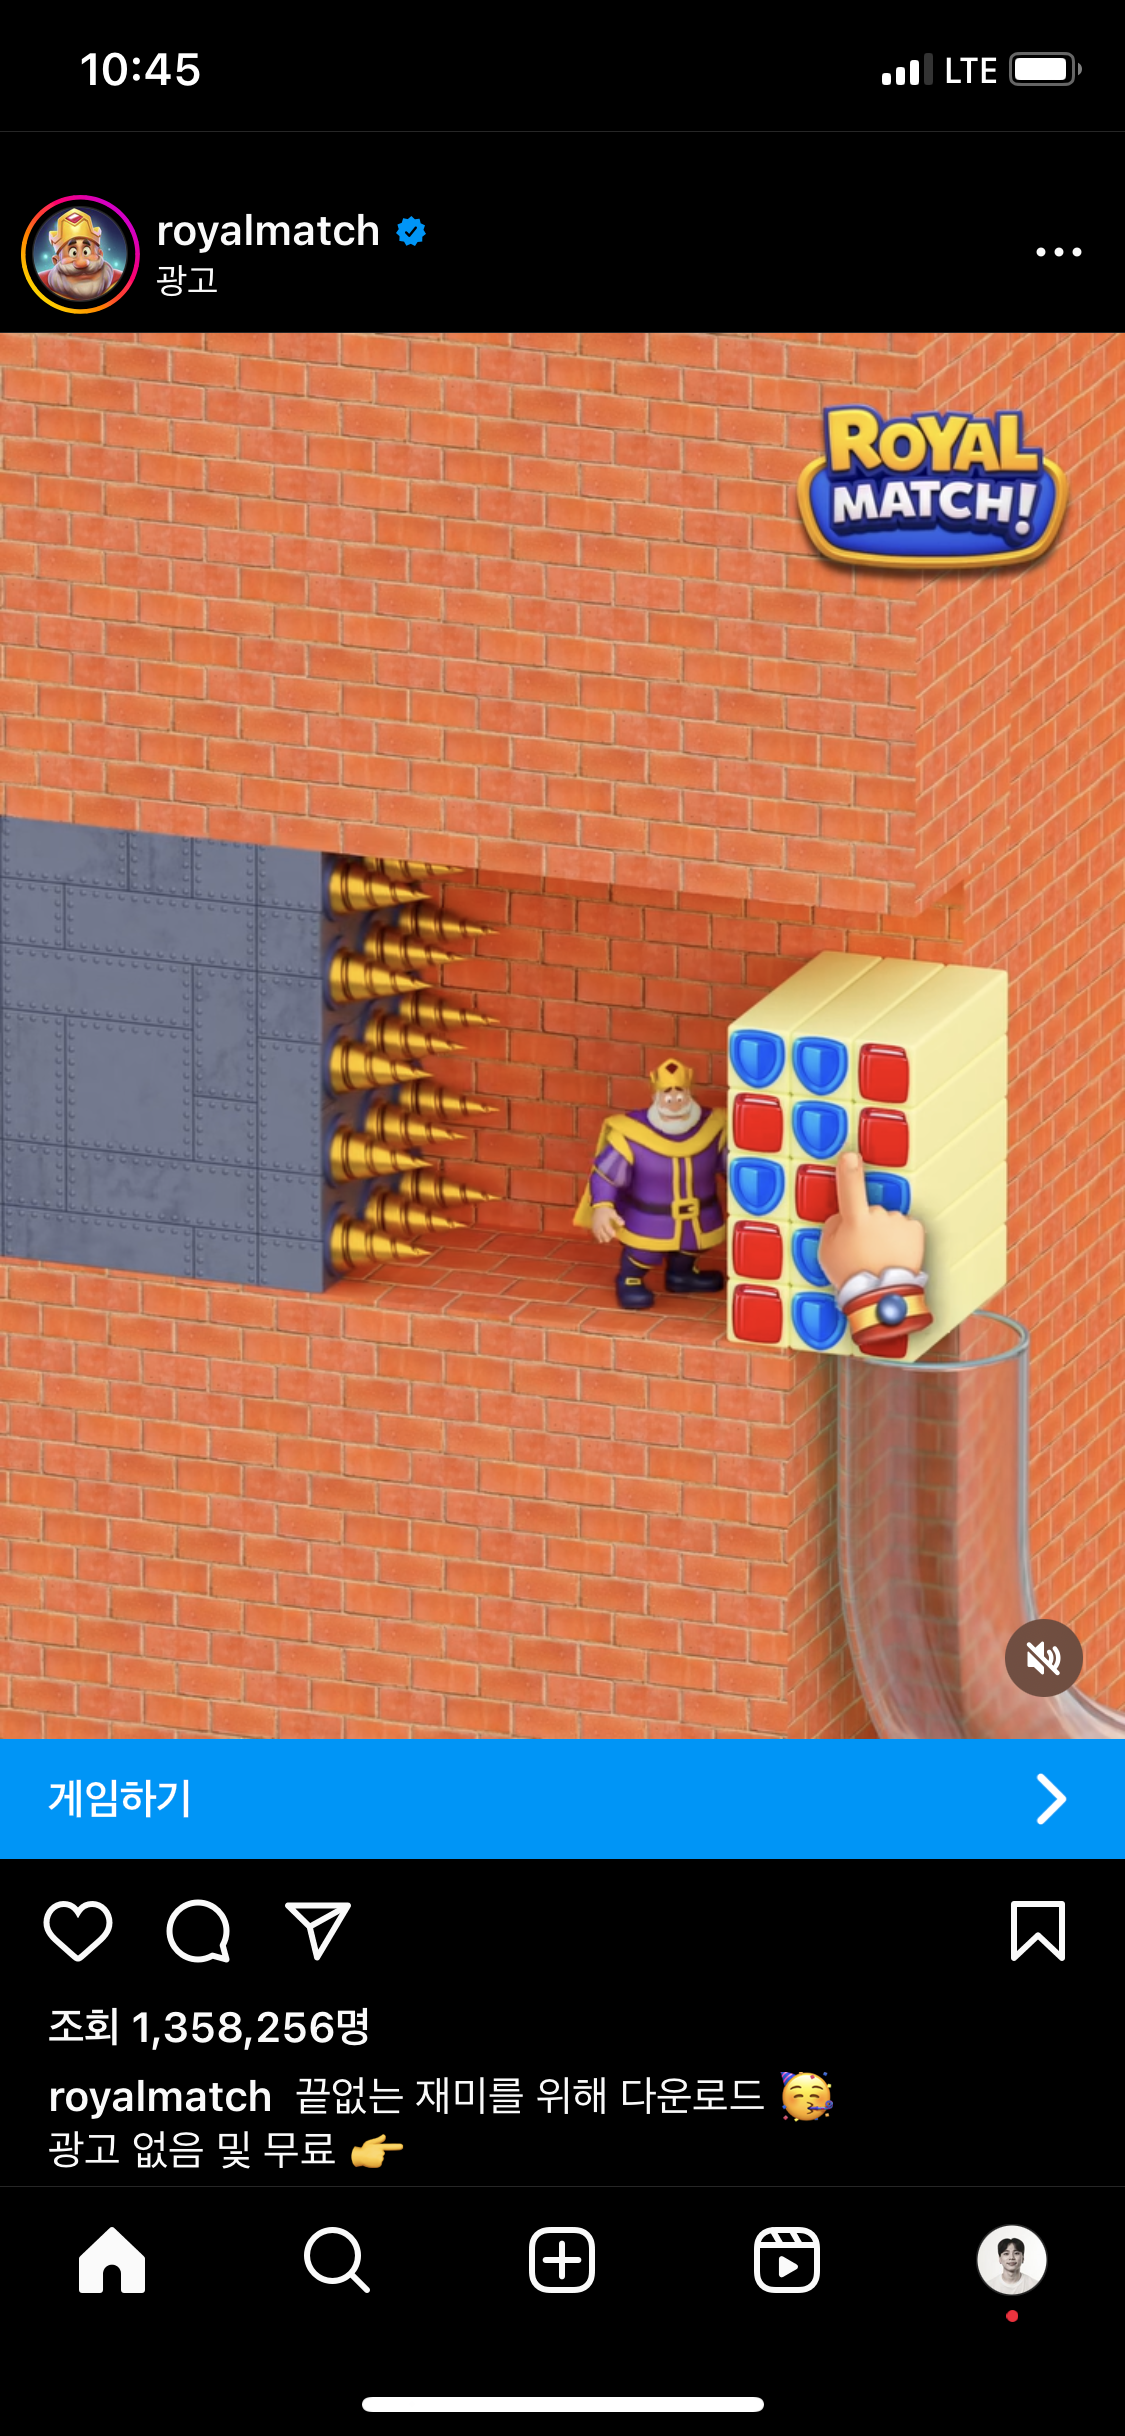 10:45
LTE
royalmatch
광고
ROYAL
MATCH!
게임하기
조회 1,358,256명
royalmatch 끝없는 재미를 위해 다운로드 🥳
광고 없음 및 무료 👉